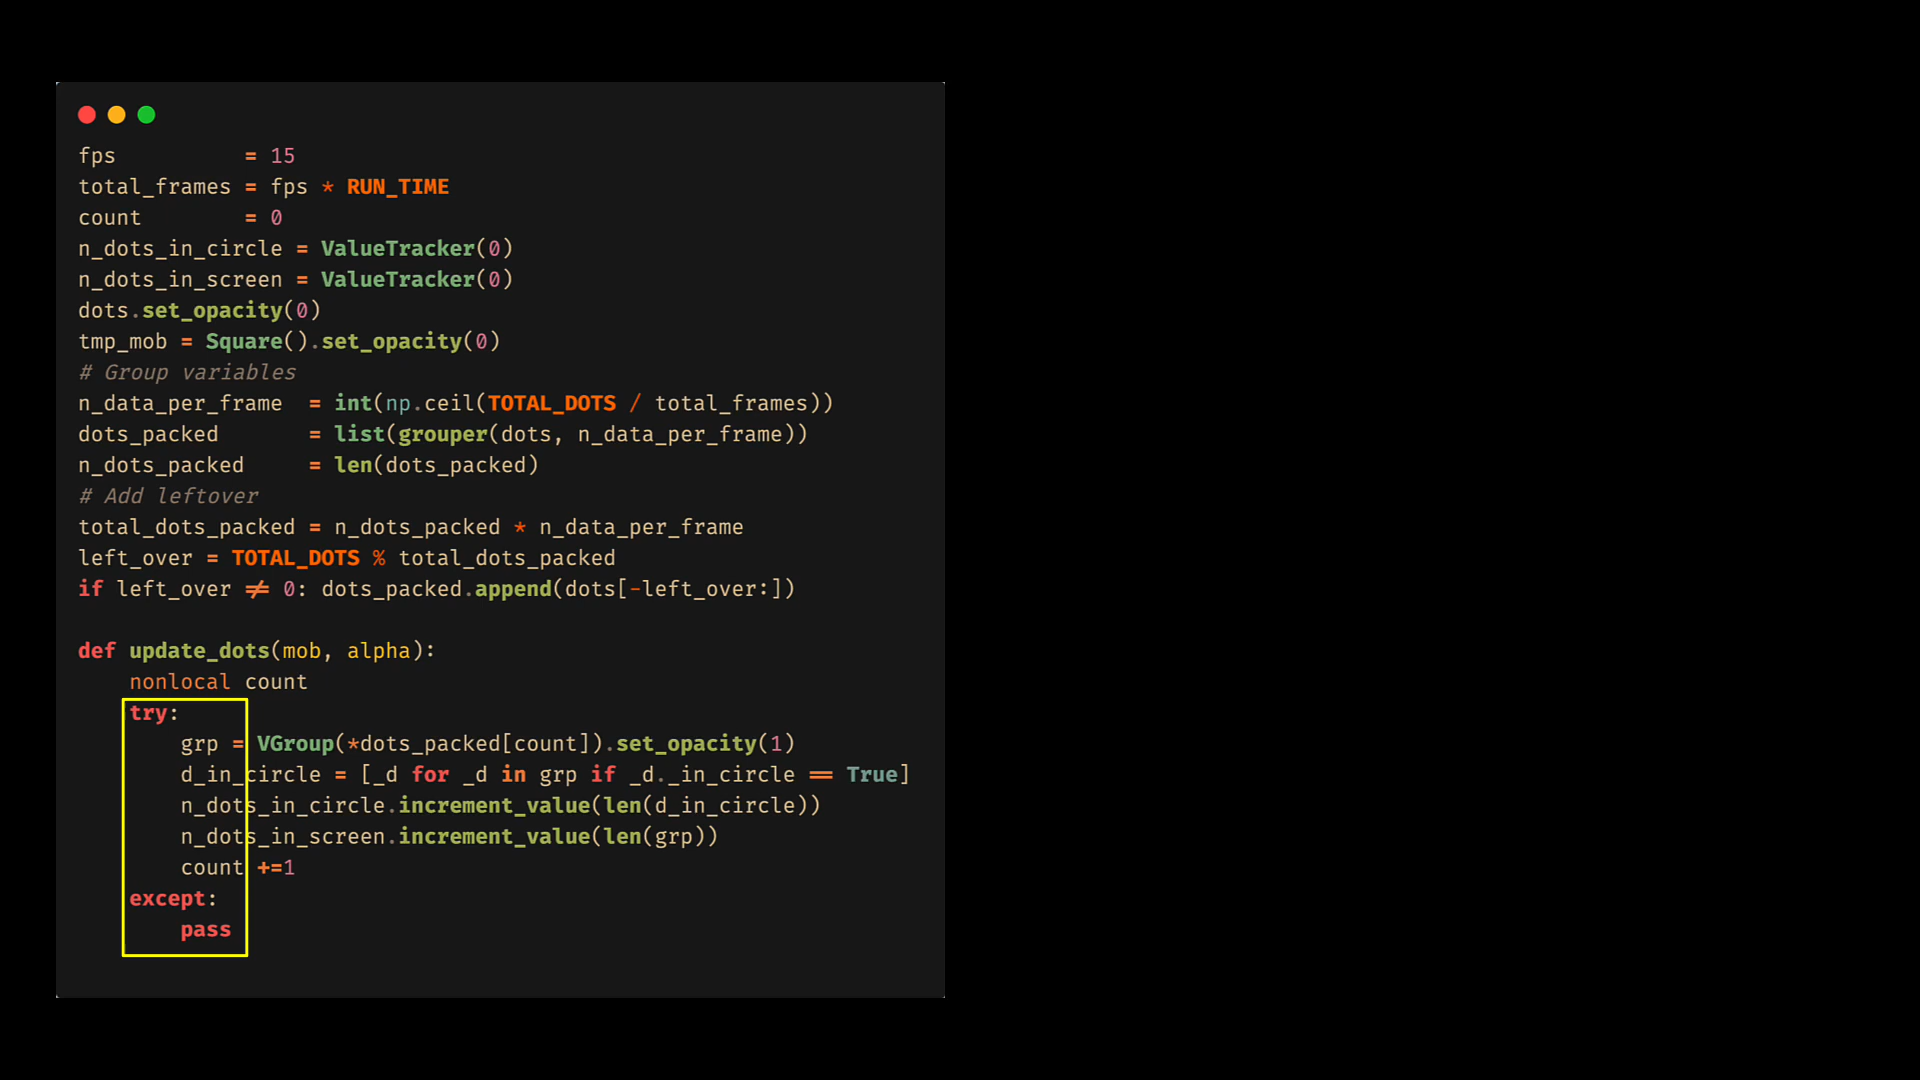 fps          = 15
total_frames = fps * RUN_TIME
count        = 0
n_dots_in_circle = ValueTracker(0)
n_dots_in_screen = ValueTracker(0)
dots.set_opacity(0)
tmp_mob = Square().set_opacity(0)
# Group variables
n_data_per_frame  = int(np.ceil(TOTAL_DOTS / total_frames))
dots_packed       = list(grouper(dots, n_data_per_frame))
n_dots_packed     = len(dots_packed)
# Add leftover
total_dots_packed = n_dots_packed * n_data_per_frame
left_over = TOTAL_DOTS % total_dots_packed
if left_over != 0: dots_packed.append(dots[-left_over:])

def update_dots(mob, alpha):
    nonlocal count
    try:
        grp = VGroup(*dots_packed[count]).set_opacity(1)
        d_in_circle = [_d for _d in grp if _d._in_circle == True]
        n_dots_in_circle.increment_value(len(d_in_circle))
        n_dots_in_screen.increment_value(len(grp))
        count +=1
    except:
        pass